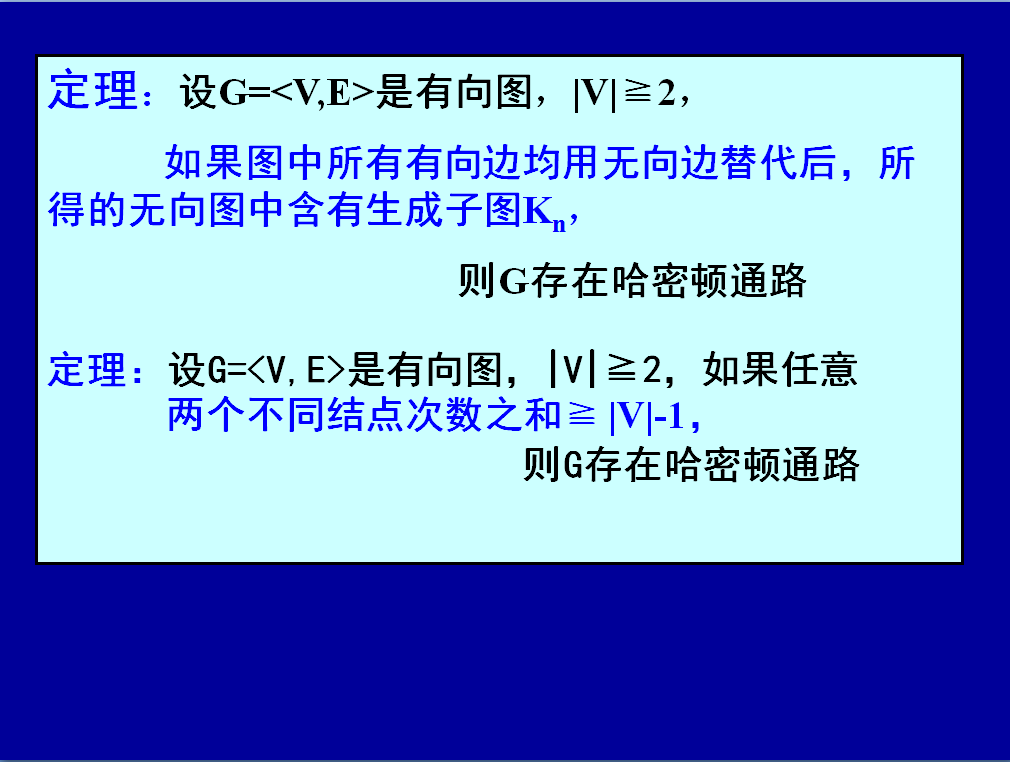 定理：设G=<V,E>是有向图，|V|≧2，
如果图中所有有向边均用无向边替代后，所
得的无向图中含有生成子图Kn，
则G存在哈密顿通路
定理：设G=<V,E>是有向图，|V|≧2，如果任意
两个不同结点次数之和≧ |V|-1，
则G存在哈密顿通路